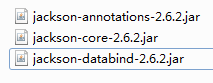 jackson-annotations-2.6.2.jar
jackson-core-2.6.2.jar
jackson-databind-2.6.2.jar